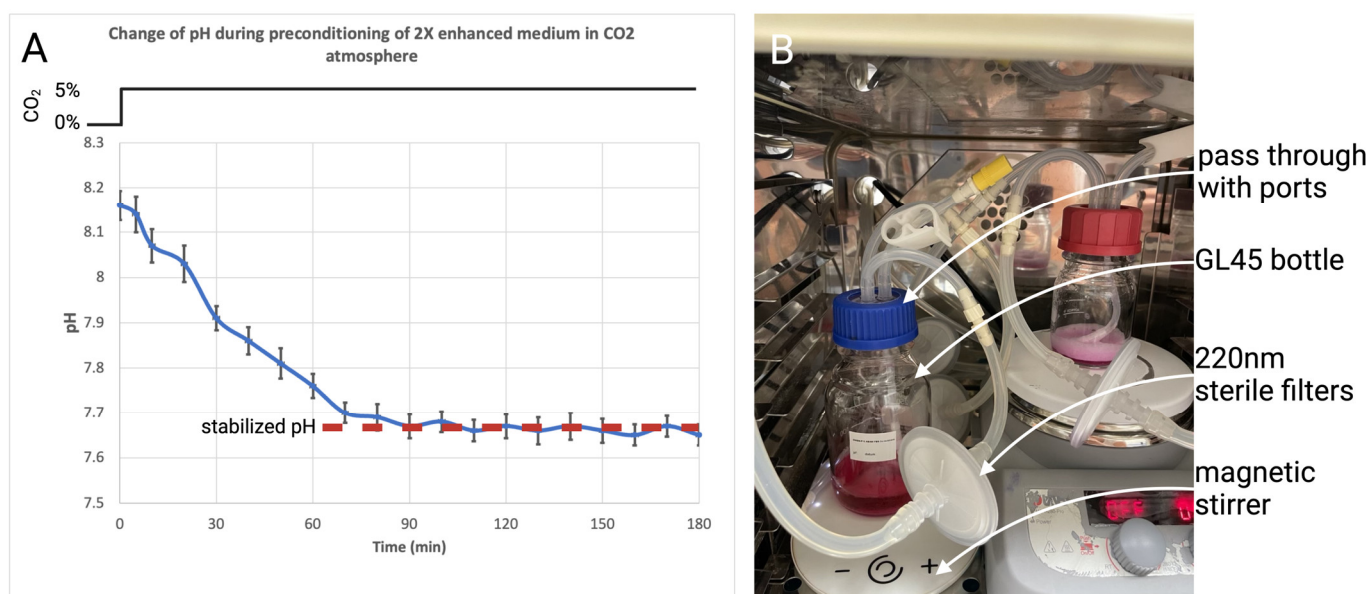 A
Change of pH during preconditioning of 2X enhanced medium in CO2
atmosphere
CO₂
5%
0%
8.3
8.2
8.1
8
7.9
7.8
7.7
7.6
7.5
pH
stabilized pH
0 30 60 90 120 150 180
Time (min)
B
pass through
with ports
GL45 bottle
220nm
sterile filters
magnetic
stirrer
− +